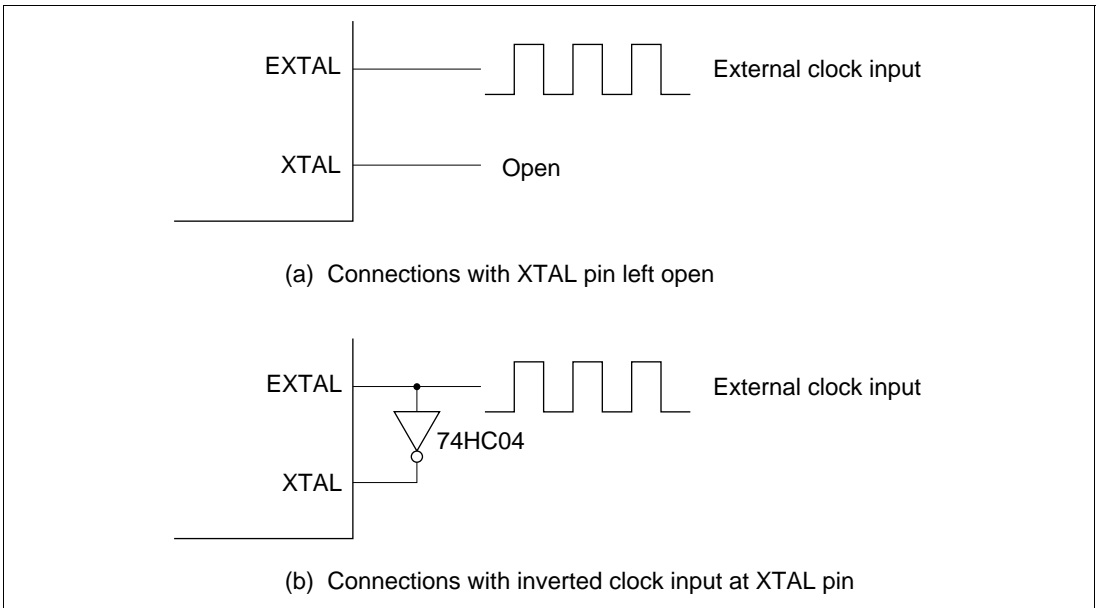 EXTAL
External clock input
XTAL
Open
(a) Connections with XTAL pin left open
EXTAL
External clock input
74HC04
XTAL
(b) Connections with inverted clock input at XTAL pin